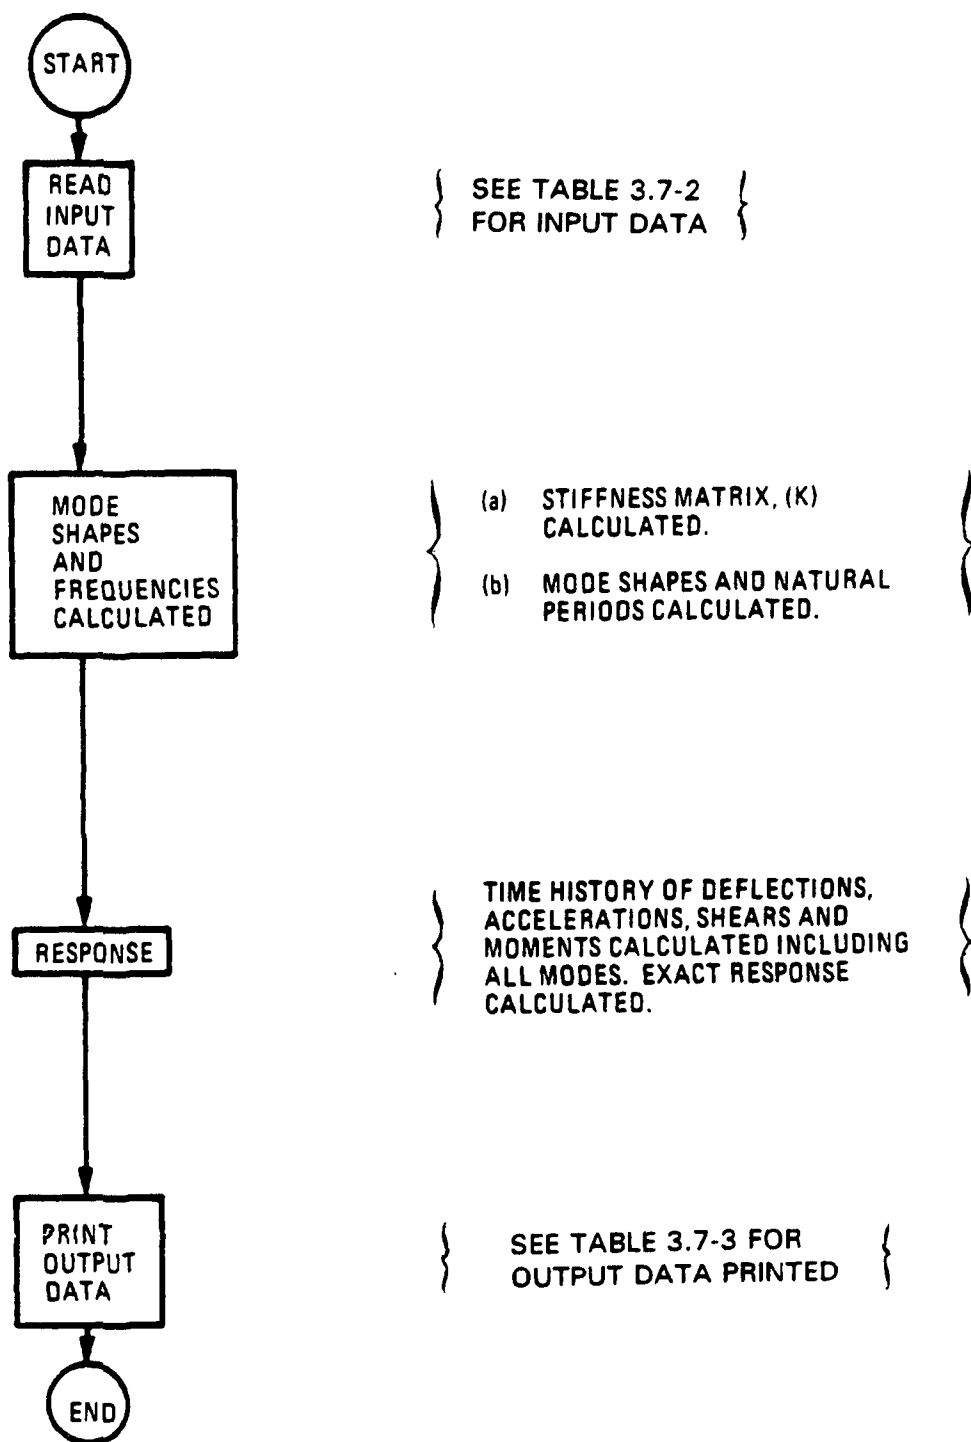 START
READ
INPUT
DATA
SEE TABLE 3.7-2
FOR INPUT DATA
MODE
SHAPES
AND
FREQUENCIES
CALCULATED
(a) STIFFNESS MATRIX, (K)
CALCULATED.
(b) MODE SHAPES AND NATURAL
PERIODS CALCULATED.
RESPONSE
TIME HISTORY OF DEFLECTIONS,
ACCELERATIONS, SHEARS AND
MOMENTS CALCULATED INCLUDING
ALL MODES. EXACT RESPONSE
CALCULATED.
PRINT
OUTPUT
DATA
SEE TABLE 3.7-3 FOR
OUTPUT DATA PRINTED
END